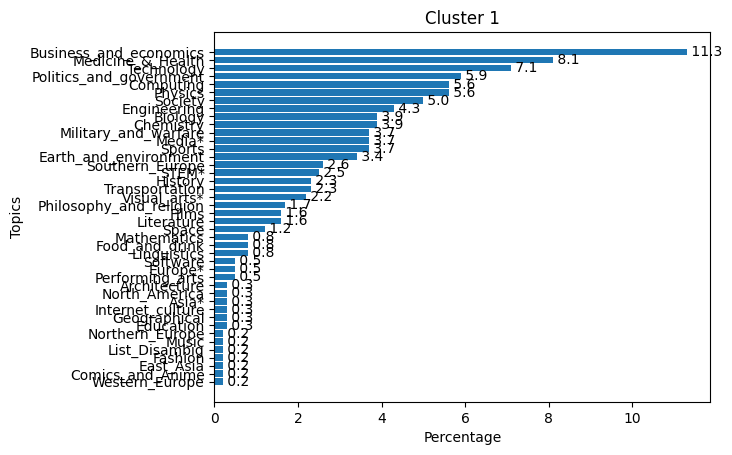 Cluster 1
Business_and_economics 11.3
Medicine_&_Health 8.1
Technology 7.1
Politics_and_government 5.9
Computing 5.6
Physics 5.6
Society 5.0
Engineering 4.3
Biology 3.9
Chemistry 3.9
Military_and_warfare 3.7
Media* 3.7
Sports 3.7
Earth_and_environment 3.4
Southern_Europe 2.6
STEM* 2.5
History 2.3
Transportation 2.3
Visual_arts* 2.2
Philosophy_and_religion 1.7
Films 1.6
Literature 1.6
Space 1.2
Mathematics 0.8
Food_and_drink 0.8
Linguistics 0.8
Software 0.5
Europe* 0.5
Performing_arts 0.5
Architecture 0.3
North_America 0.3
Asia* 0.3
Internet_culture 0.3
Geographical 0.3
Education 0.3
Northern_Europe 0.2
Music 0.2
List_Disambig 0.2
Fashion 0.2
East_Asia 0.2
Comics_and_Anime 0.2
Western_Europe 0.2
Topics
0 2 4 6 8 10
Percentage